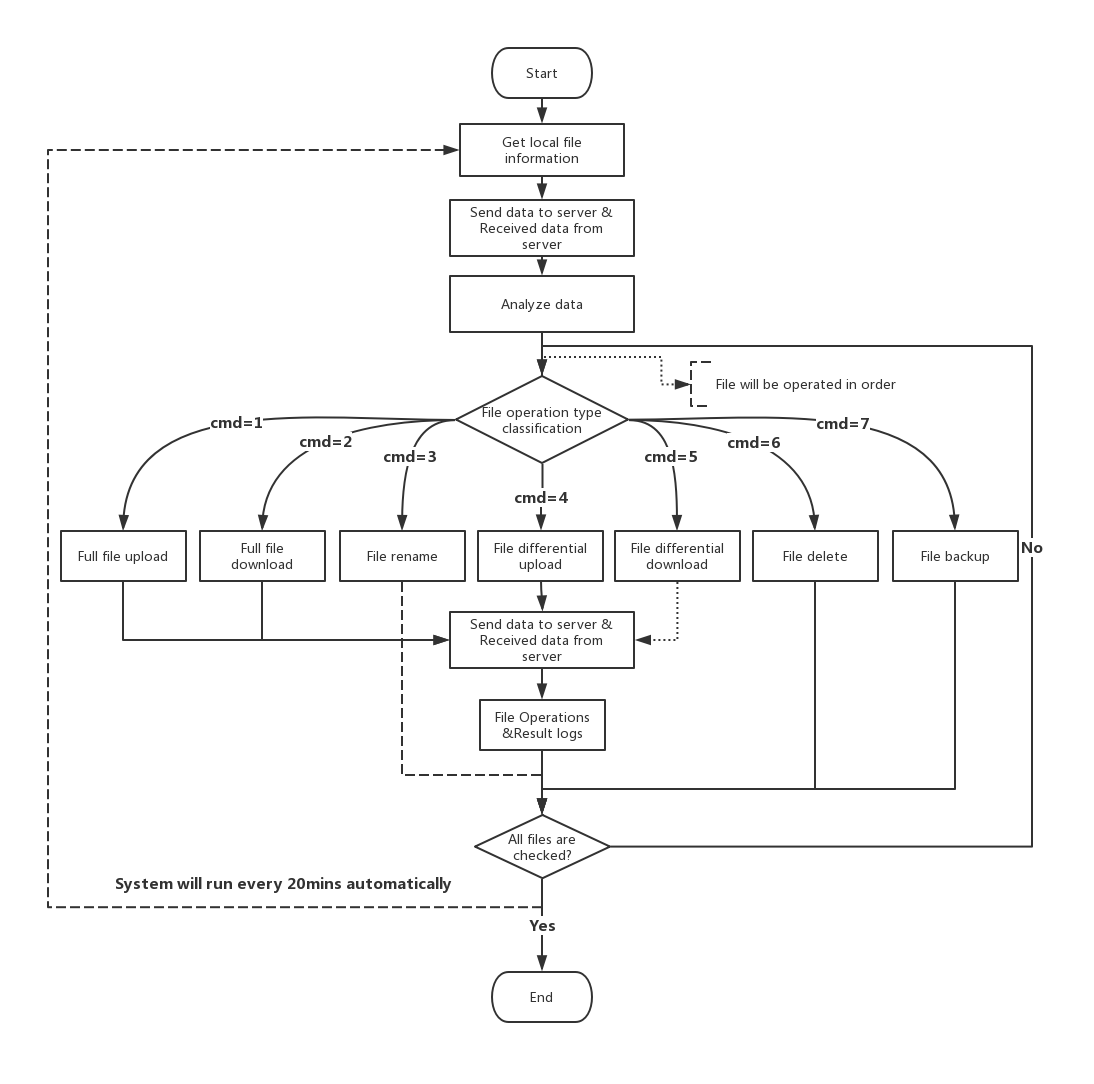 Start
Get local file
information
Send data to server &
Received data from
server
Analyze data
File will be operated in order
File operation type
classification
cmd=1
cmd=2
cmd=3
cmd=4
cmd=5
cmd=6
cmd=7
Full file upload
Full file
download
File rename
File differential
upload
File differential
download
File delete
File backup
No
Send data to server &
Received data from
server
File Operations
&Result logs
All files are
checked?
System will run every 20mins automatically
Yes
End